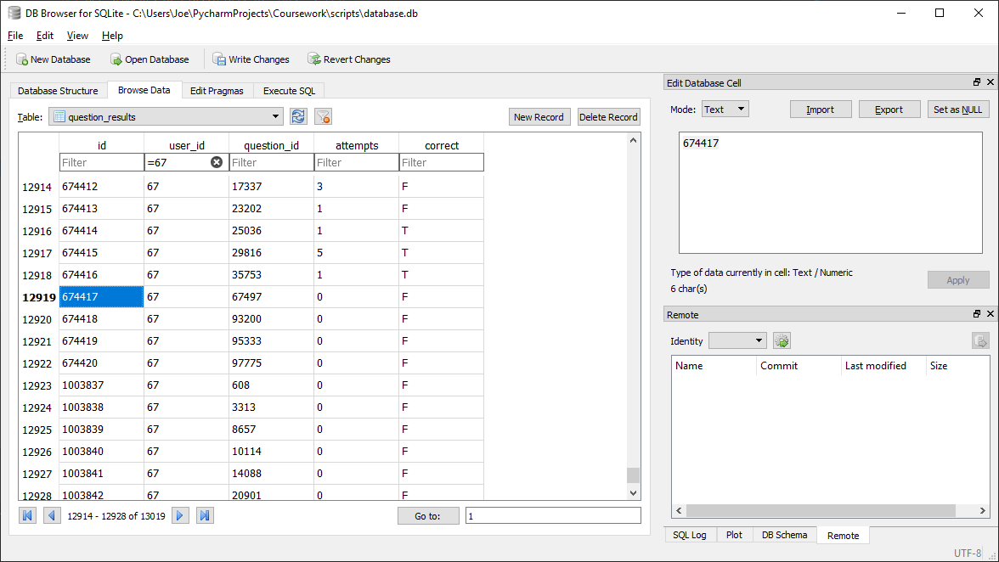 DB Browser for SQLite - C:\Users\Joe\PycharmProjects\Coursework\scripts\database.db
File Edit View Help
New Database Open Database Write Changes Revert Changes
Database Structure Browse Data Edit Pragmas Execute SQL
Table: question_results New Record Delete Record
id user_id question_id attempts correct
Filter =67 Filter Filter Filter
12914 674412 67 17337 3 F
12915 674413 67 23202 1 F
12916 674414 67 25036 1 T
12917 674415 67 29816 5 T
12918 674416 67 35753 1 T
12919 674417 67 67497 0 F
12920 674418 67 93200 0 F
12921 674419 67 95333 0 F
12922 674420 67 97775 0 F
12923 1003837 67 608 0 F
12924 1003838 67 3313 0 F
12925 1003839 67 8657 0 F
12926 1003840 67 10114 0 F
12927 1003841 67 14088 0 F
12928 1003842 67 20901 0 F
12914 - 12928 of 13019 Go to: 1
Edit Database Cell
Mode: Text Import Export Set as NULL
674417
Type of data currently in cell: Text / Numeric
6 char(s)
Apply
Remote
Identity
Name Commit Last modified Size
SQL Log Plot DB Schema Remote
UTF-8